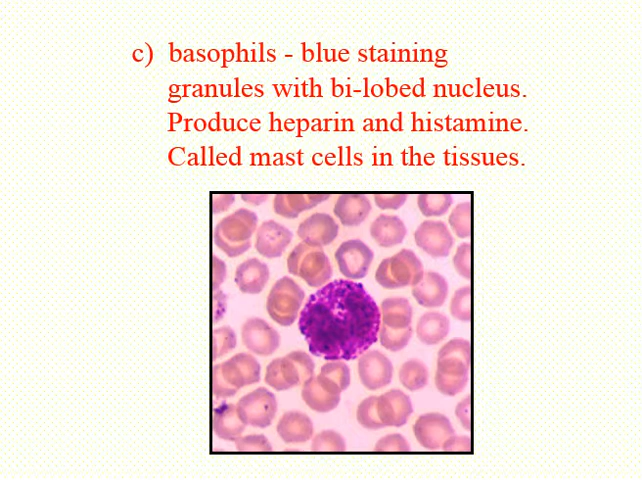 c) basophils - blue staining
granules with bi-lobed nucleus.
Produce heparin and histamine.
Called mast cells in the tissues.